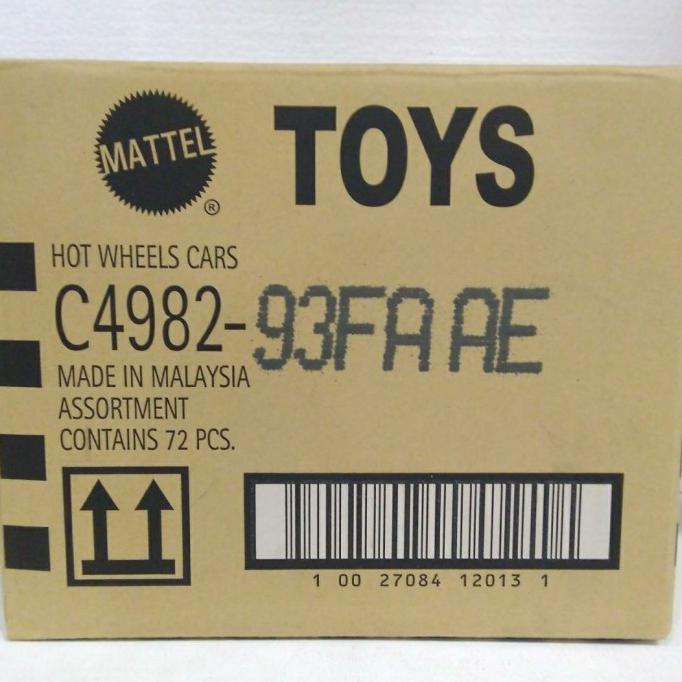 MATTEL ® TOYS
HOT WHEELS CARS
C4982-93FA AE
MADE IN MALAYSIA
ASSORTMENT
CONTAINS 72 PCS.
1 00 27084 12013 1